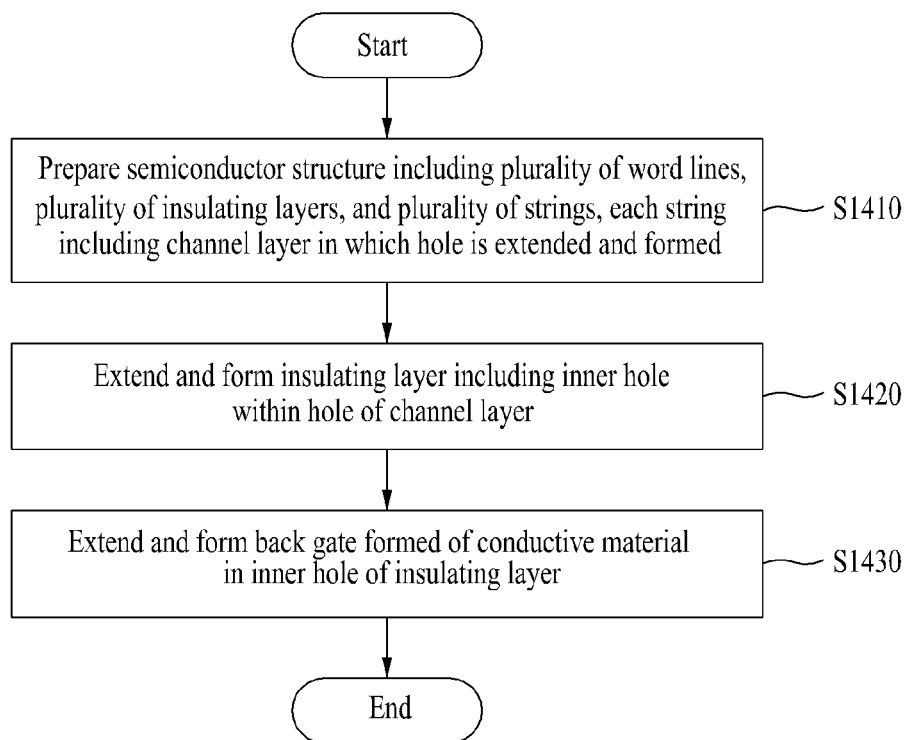 Start
Prepare semiconductor structure including plurality of word lines,
plurality of insulating layers, and plurality of strings, each string
including channel layer in which hole is extended and formed
S1410
Extend and form insulating layer including inner hole
within hole of channel layer
S1420
Extend and form back gate formed of conductive material
in inner hole of insulating layer
S1430
End